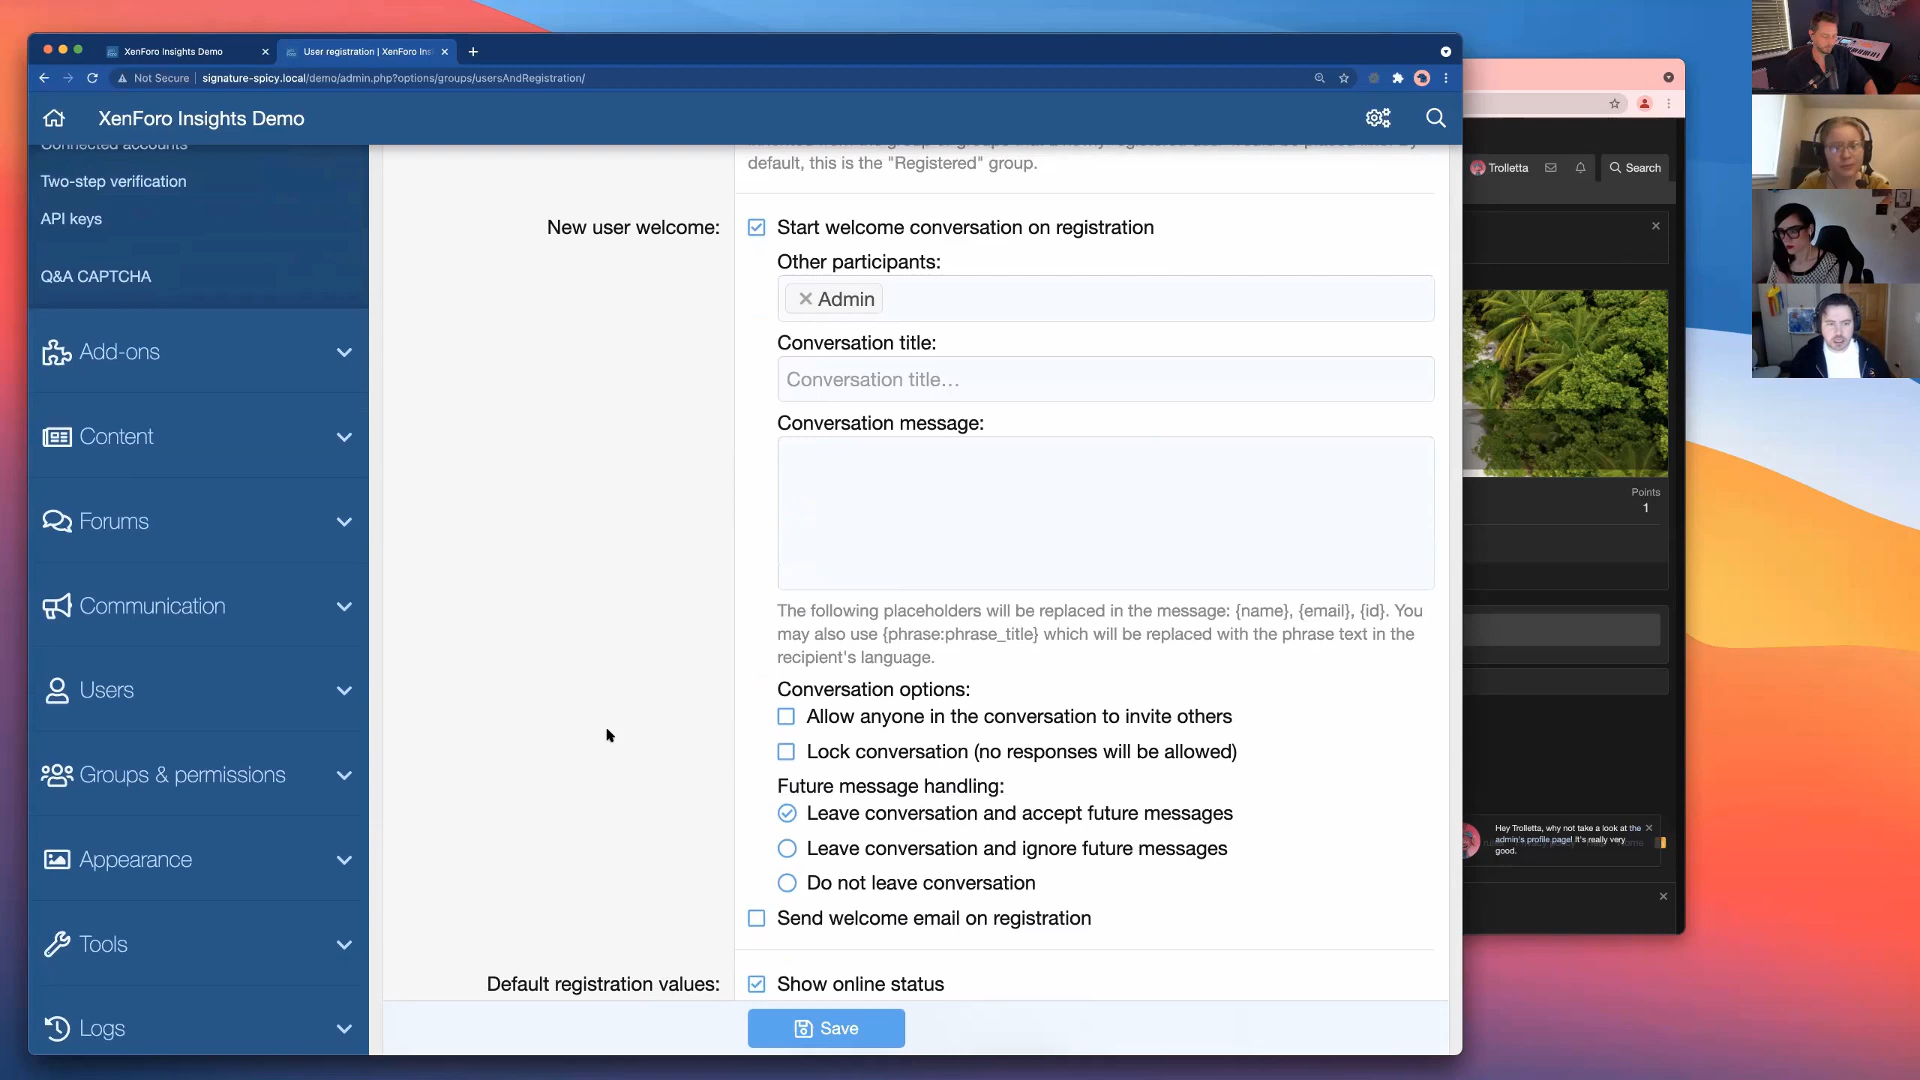 XenForo Insights Demo
User registration | XenForo Ins
Not Secure
signature-spicy.local/demo/admin.php?options/groups/usersAndRegistration/
XenForo Insights Demo
Connected accounts
Two-step verification
API keys
Q&A CAPTCHA
Add-ons
Content
Forums
Communication
Users
Groups & permissions
Appearance
Tools
Logs
default, this is the "Registered" group.
New user welcome:
Start welcome conversation on registration
Other participants:
Admin
Conversation title:
Conversation title...
Conversation message:
The following placeholders will be replaced in the message: {name}, {email}, {id}. You
may also use {phrase:phrase_title} which will be replaced with the phrase text in the
recipient's language.
Conversation options:
Allow anyone in the conversation to invite others
Lock conversation (no responses will be allowed)
Future message handling:
Leave conversation and accept future messages
Leave conversation and ignore future messages
Do not leave conversation
Send welcome email on registration
Default registration values:
Show online status
Save
Trolletta
Search
Points
1
Hey Trolletta, why not take a look at the
admin's profile page! It's really very
good.